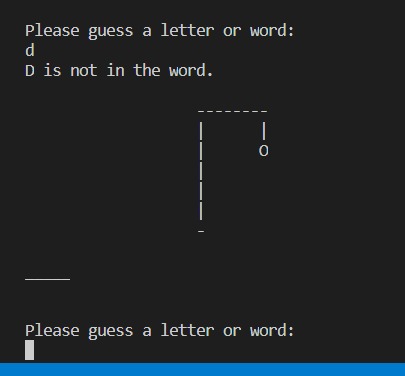 Please guess a letter or word:
d
D is not in the word.
--------
|      |
|      O
|
|
|
-
_____
Please guess a letter or word: